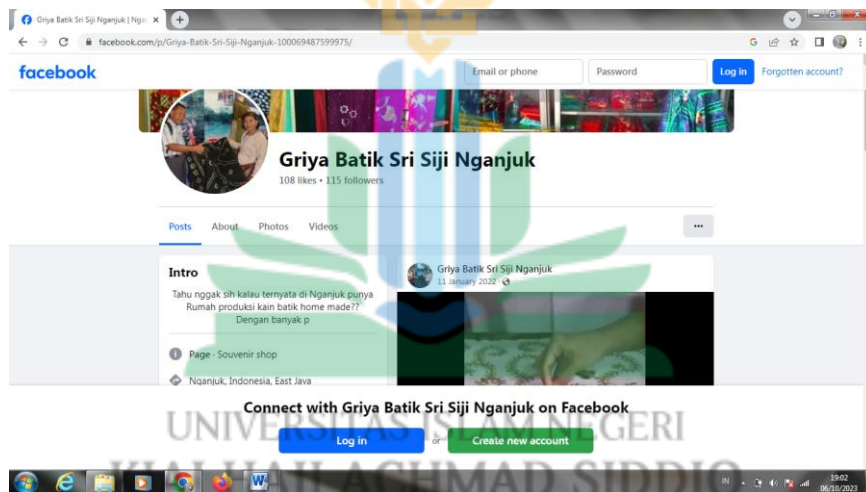 Griya Batik Sri Siji Nganjuk | Nga
facebook.com/p/Griya-Batik-Sri-Siji-Nganjuk-100069487599975/
facebook
Email or phone
Password
Log in
Forgotten account?
Griya Batik Sri Siji Nganjuk
108 likes • 115 followers
Posts
About
Photos
Videos
Intro
Tahu nggak sih kalau ternyata di Nganjuk punya
Rumah produksi kain batik home made??
Dengan banyak p
Page · Souvenir shop
Nganjuk, Indonesia, East Java
Griya Batik Sri Siji Nganjuk
11 January 2022
Connect with Griya Batik Sri Siji Nganjuk on Facebook
Log in
or
Create new account
UNIVERSITAS ISLAM NEGERI
KIAI HAJI ACHMAD SIDDIQ
IN
19:02
06/10/2023